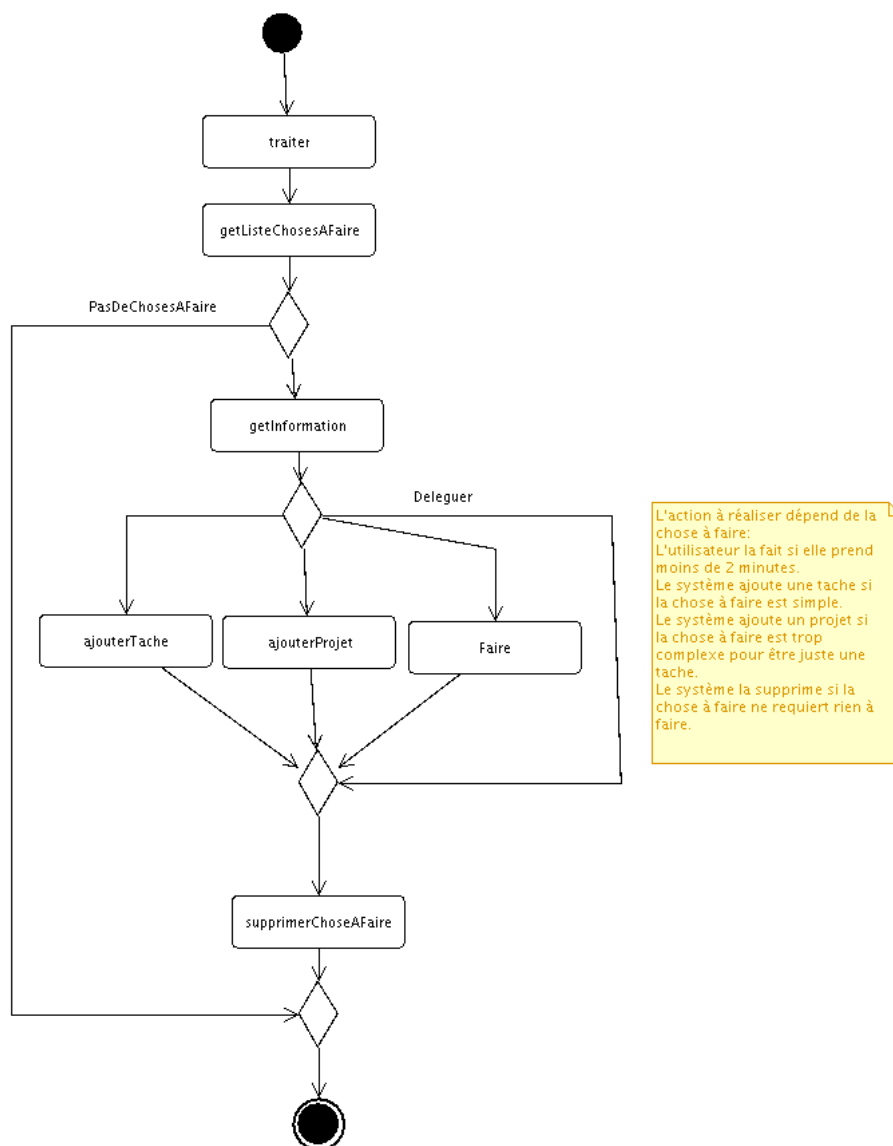 traiter
getListeChosesAFaire
PasDeChosesAFaire
getInformation
Deleguer
L'action à réaliser dépend de la
chose à faire:
L'utilisateur la fait si elle prend
moins de 2 minutes.
Le système ajoute une tache si
la chose à faire est simple.
Le système ajoute un projet si
la chose à faire est trop
complexe pour être juste une
tache.
Le système la supprime si la
chose à faire ne requiert rien à
faire.
ajouterTache
ajouterProjet
Faire
supprimerChoseAFaire